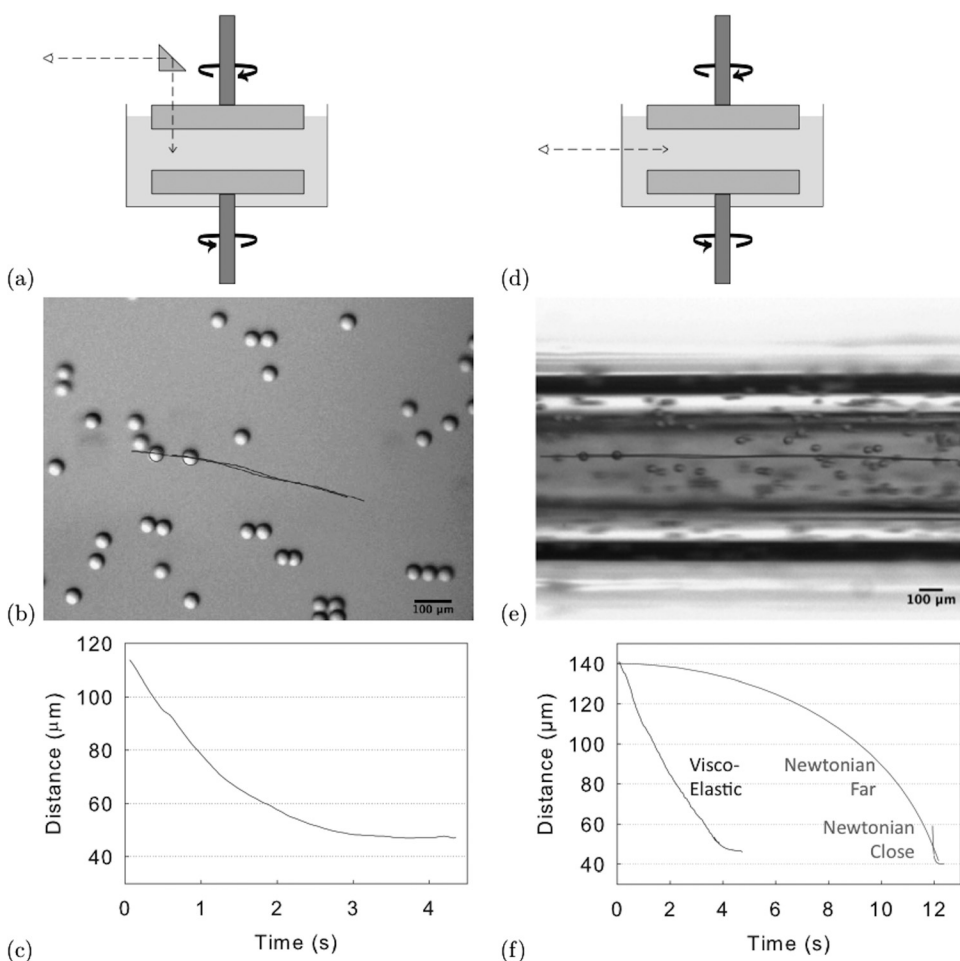 (a)
(d)
100 μm
(b)
100 μm
(e)
120
100
80
60
40
Distance (μm)
0 1 2 3 4
Time (s)
(c)
140
120
100
80
60
40
Distance (μm)
Visco-
Elastic
Newtonian
Far
Newtonian
Close
0 2 4 6 8 10 12
Time (s)
(f)